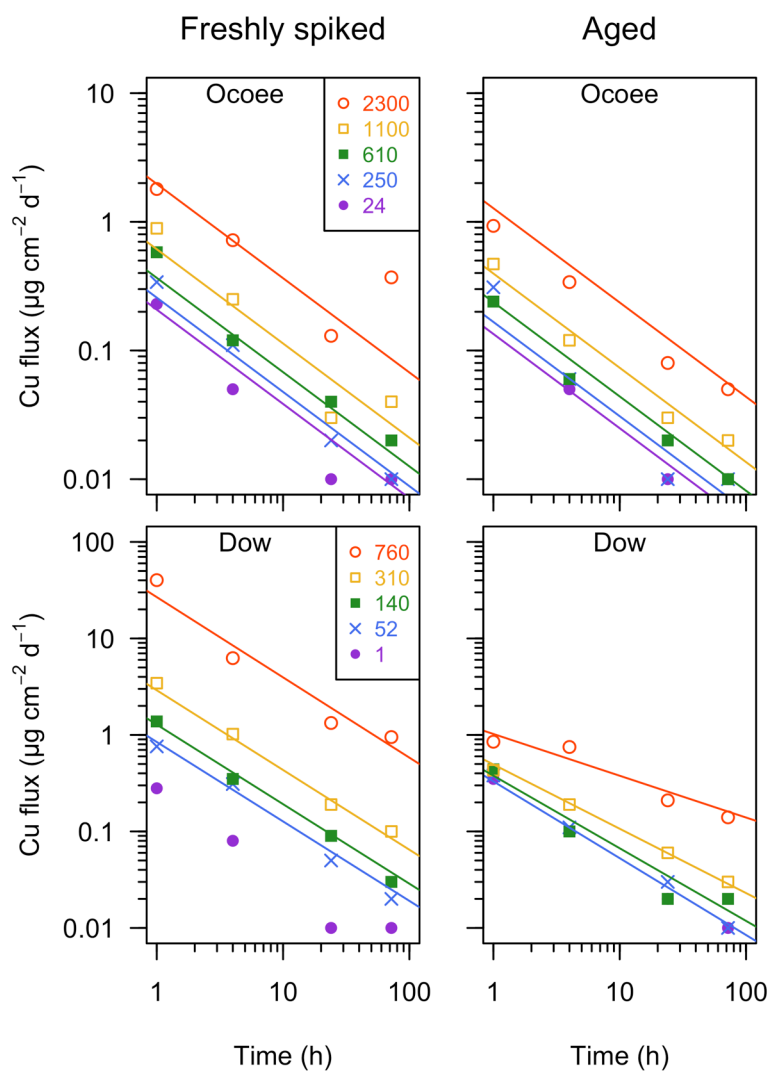 Freshly spiked
Aged
Ocoee
2300
1100
610
250
24
10
1
0.1
0.01
Cu flux (µg cm⁻² d⁻¹)
Ocoee
Dow
760
310
140
52
1
100
10
1
0.1
0.01
Cu flux (µg cm⁻² d⁻¹)
1
10
100
Time (h)
Dow
1
10
100
Time (h)